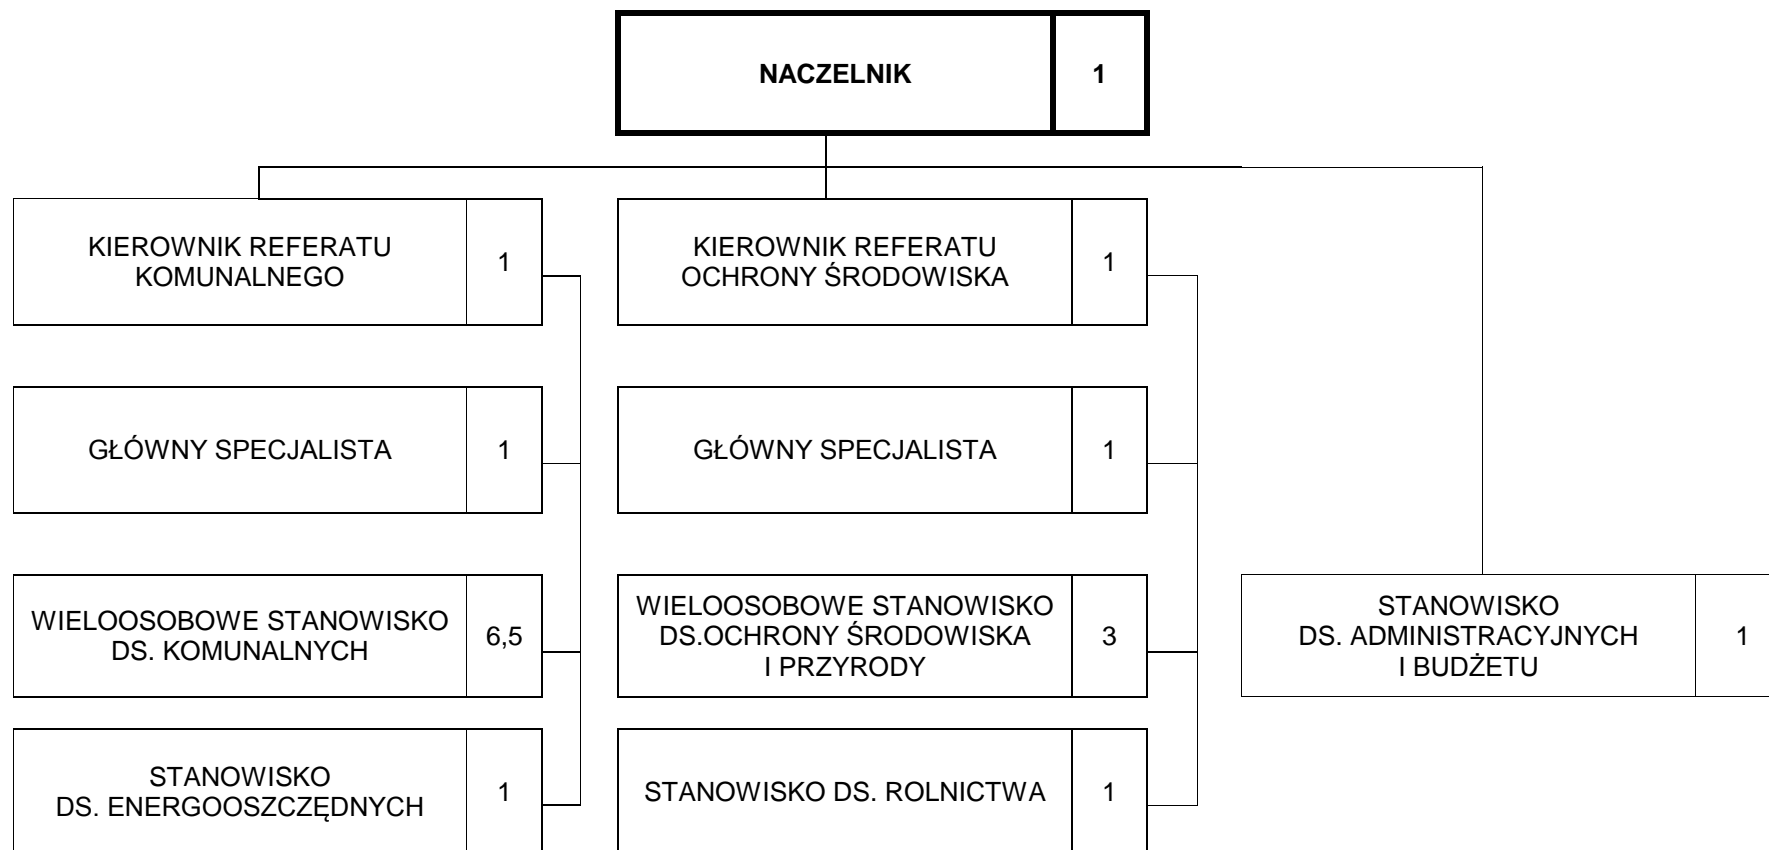 NACZELNIK
1
KIEROWNIK REFERATU
KOMUNALNEGO
1
KIEROWNIK REFERATU
OCHRONY ŚRODOWISKA
1
GŁÓWNY SPECJALISTA
1
GŁÓWNY SPECJALISTA
1
WIELOOSOBOWE STANOWISKO
DS. KOMUNALNYCH
6,5
WIELOOSOBOWE STANOWISKO
DS.OCHRONY ŚRODOWISKA
I PRZYRODY
3
STANOWISKO
DS. ADMINISTRACYJNYCH
I BUDŻETU
1
STANOWISKO
DS. ENERGOOSZCZĘDNYCH
1
STANOWISKO DS. ROLNICTWA
1